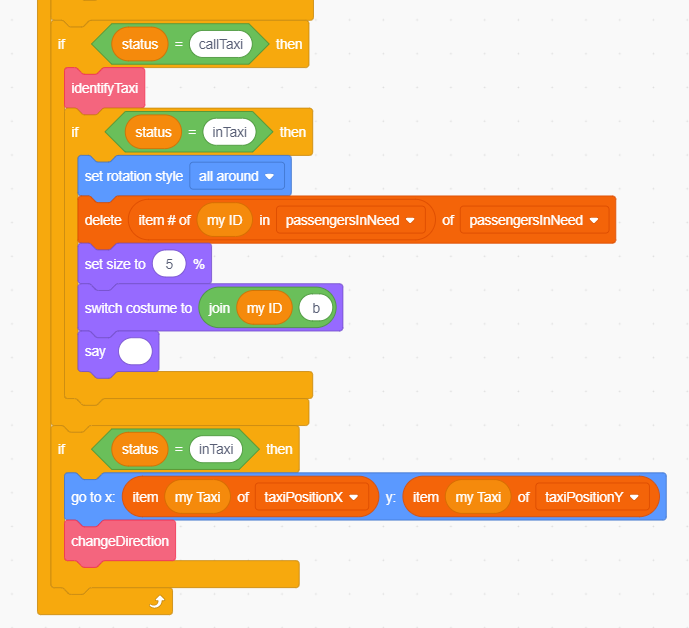 if status = callTaxi then
identifyTaxi
if status = inTaxi then
set rotation style all around
delete item # of my ID in passengersInNeed of passengersInNeed
set size to 5 %
switch costume to join my ID b
say
if status = inTaxi then
go to x: item my Taxi of taxiPositionX y: item my Taxi of taxiPositionY
changeDirection